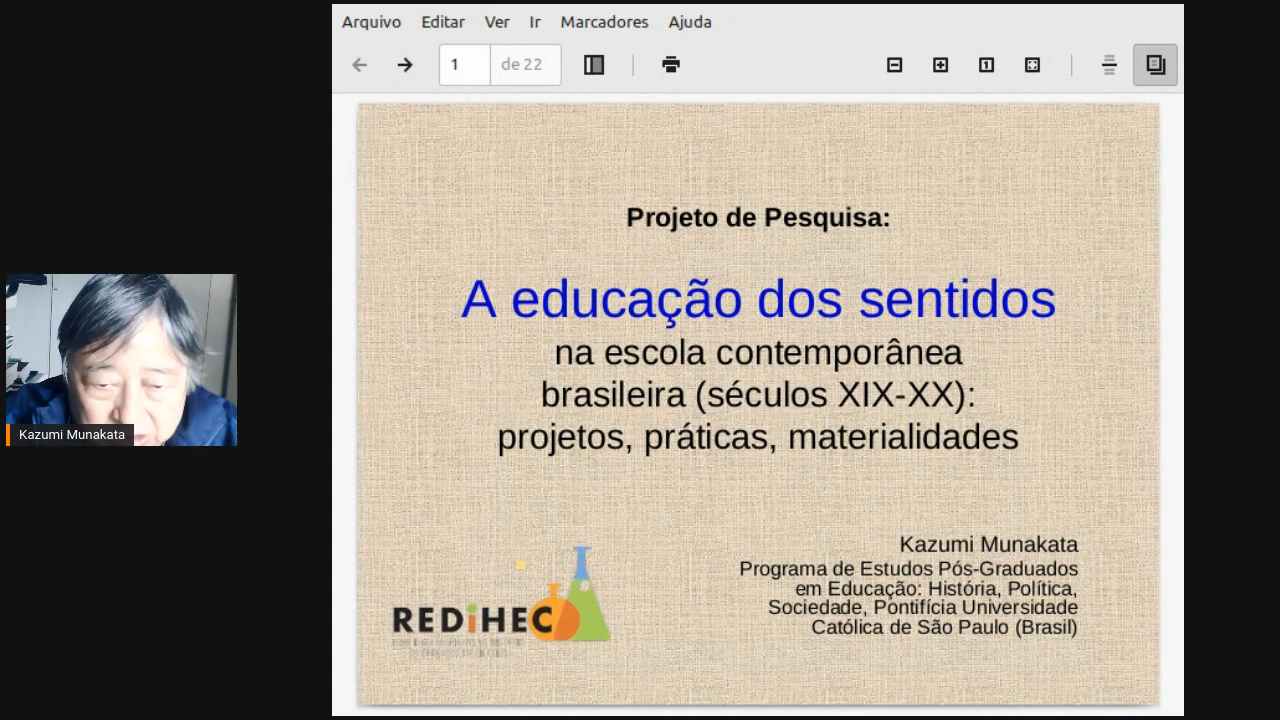 Arquivo Editar Ver Ir Marcadores Ajuda
1 de 22
1
Projeto de Pesquisa:
A educação dos sentidos
na escola contemporânea
brasileira (séculos XIX-XX):
projetos, práticas, materialidades
Kazumi Munakata
Kazumi Munakata
Programa de Estudos Pós-Graduados
em Educação: História, Política,
Sociedade, Pontifícia Universidade
Católica de São Paulo (Brasil)
REDiHEC